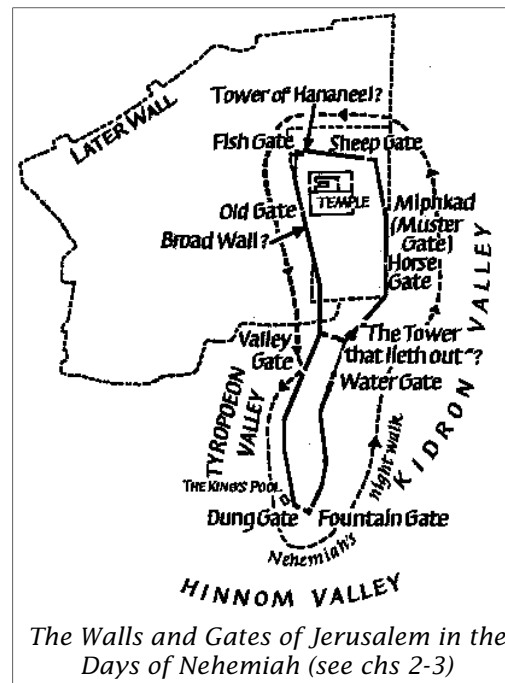 LATER WALL
Tower of Hananeel?
Fish Gate
Sheep Gate
TEMPLE
Old Gate
Broad Wall?
Miphkad
(Muster
Gate)
Horse
Gate
Valley
Gate
"The Tower
that lieth out"?
Water Gate
TYROPOEON
VALLEY
KIDRON VALLEY
THE KING'S POOL
Dung Gate
Fountain Gate
Nehemiah's night walk
HINNOM VALLEY
The Walls and Gates of Jerusalem in the
Days of Nehemiah (see chs 2-3)